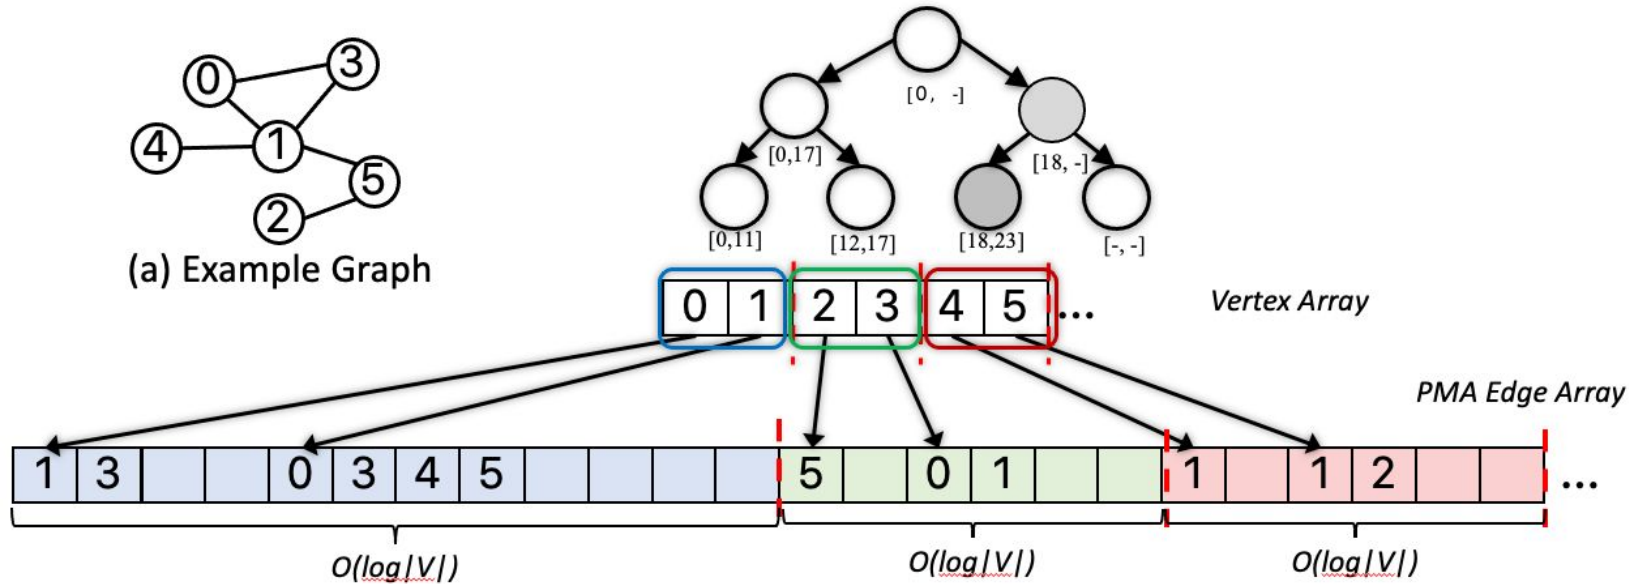 0 3
4 1
5
2
(a) Example Graph
[0, -]
[0,17] [18, -]
[0,11] [12,17] [18,23] [-, -]
0 1 2 3 4 5 ... Vertex Array
PMA Edge Array
1 3 0 3 4 5 5 0 1 1 1 2 ...
O(log|V|) O(log|V|) O(log|V|)